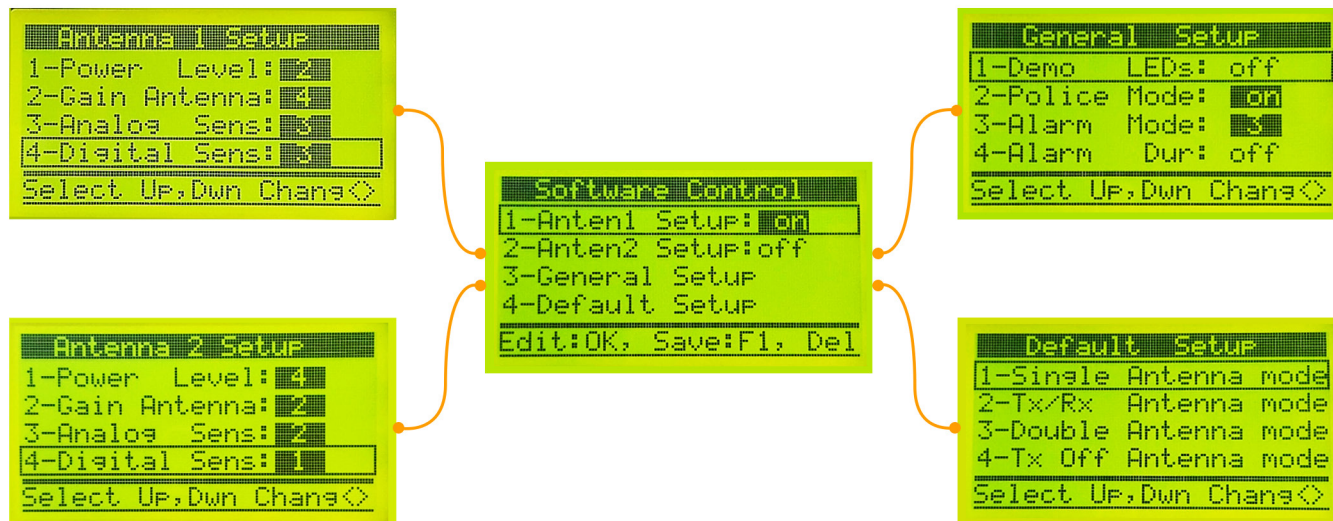 Antenna 1 Setup
1-Power Level: 2
2-Gain Antenna: 4
3-Analog Sens: 3
4-Digital Sens: 3
Select Up,Dwn Chang<>
Antenna 2 Setup
1-Power Level: 4
2-Gain Antenna: 2
3-Analog Sens: 2
4-Digital Sens: 1
Select Up,Dwn Chang<>
Software Control
1-Anten1 Setup: on
2-Anten2 Setup:off
3-General Setup
4-Default Setup
Edit:OK, Save:F1, Del
General Setup
1-Demo LEDs: off
2-Police Mode: on
3-Alarm Mode: 3
4-Alarm Dur: off
Select Up,Dwn Chang<>
Default Setup
1-Single Antenna mode
2-Tx/Rx Antenna mode
3-Double Antenna mode
4-Tx Off Antenna mode
Select Up,Dwn Chang<>